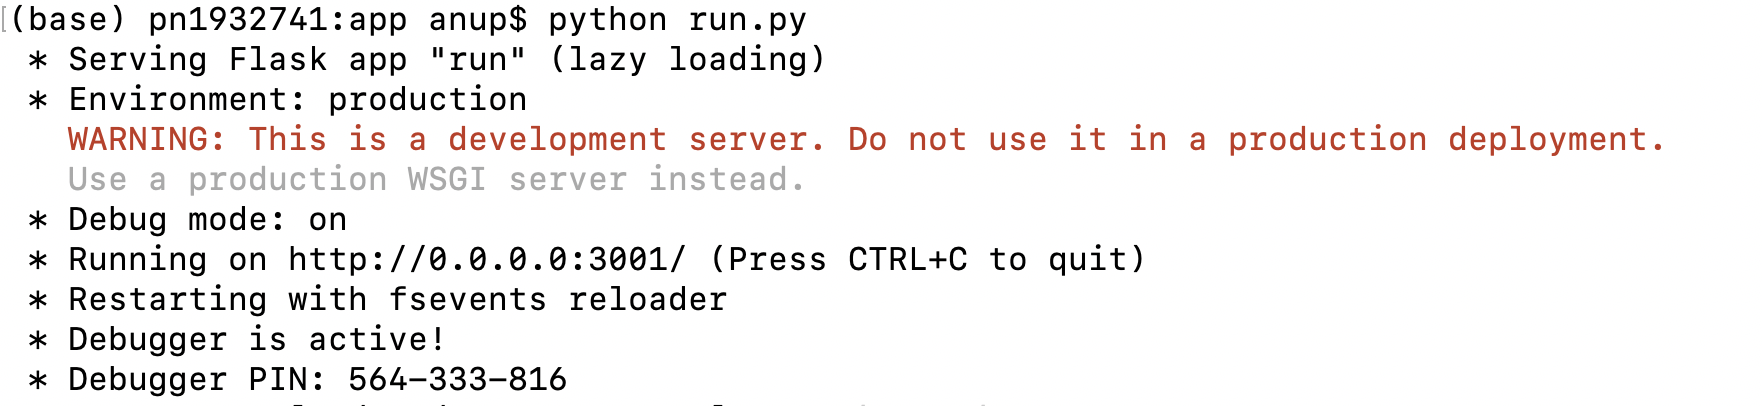 (base) pn1932741:app anup$ python run.py
* Serving Flask app "run" (lazy loading)
* Environment: production
WARNING: This is a development server. Do not use it in a production deployment.
Use a production WSGI server instead.
* Debug mode: on
* Running on http://0.0.0.0:3001/ (Press CTRL+C to quit)
* Restarting with fsevents reloader
* Debugger is active!
* Debugger PIN: 564-333-816